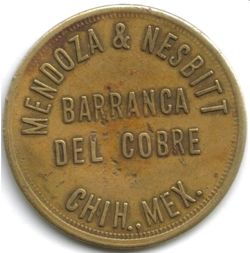 MENDOZA & NESBITT
BARRANCA
DEL COBRE
CHIH., MEX.